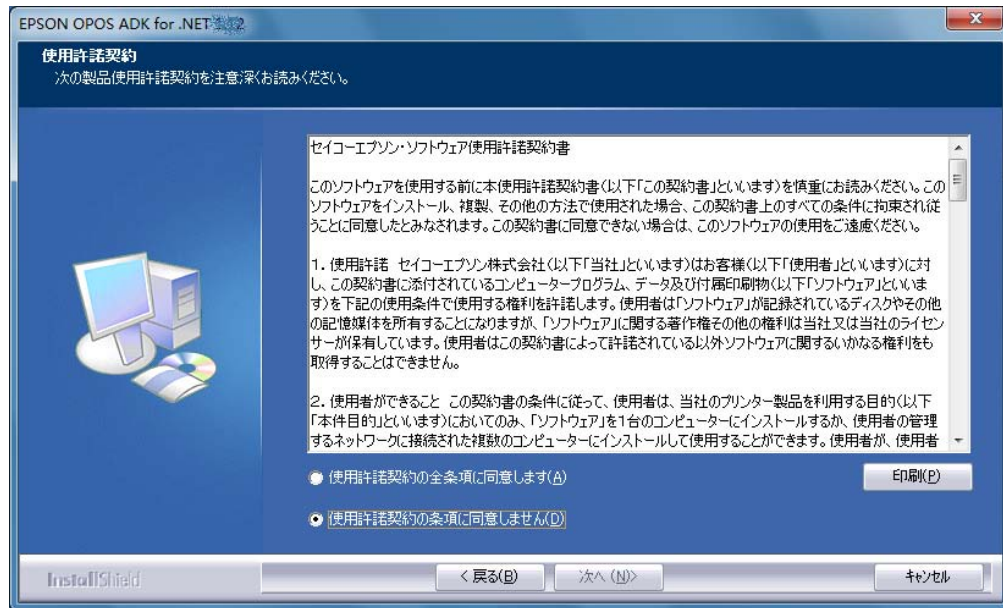 EPSON OPOS ADK for .NET
使用許諾契約
次の製品使用許諾契約を注意深くお読みください。
セイコーエプソン・ソフトウェア使用許諾契約書
このソフトウェアを使用する前に本使用許諾契約書(以下「この契約書」といいます)を慎重にお読みください。この
ソフトウェアをインストール、複製、その他の方法で使用された場合、この契約書上のすべての条件に拘束され従
うことに同意したとみなされます。この契約書に同意できない場合は、このソフトウェアの使用をご遠慮ください。
1. 使用許諾 セイコーエプソン株式会社(以下「当社」といいます)はお客様(以下「使用者」といいます)に対
し、この契約書に添付されているコンピュータープログラム、データ及び付属印刷物(以下「ソフトウェア」といいま
す)を下記の使用条件で使用する権利を許諾します。使用者は「ソフトウェア」が記録されているディスクやその他
の記憶媒体を所有することになりますが、「ソフトウェア」に関する著作権その他の権利は当社又は当社のライセン
サーが保有しています。使用者はこの契約書によって許諾されている以外ソフトウェアに関するいかなる権利をも
取得することはできません。
2. 使用者ができること この契約書の条件に従って、使用者は、当社のプリンター製品を利用する目的(以下
「本件目的」といいます)においてのみ、「ソフトウェア」を1台のコンピューターにインストールするか、使用者の管理
するネットワークに接続された複数のコンピューターにインストールして使用することができます。使用者が、使用者
使用許諾契約の全条項に同意します(A)
印刷(P)
使用許諾契約の条項に同意しません(D)
InstallShield
< 戻る(B)
次へ (N)>
キャンセル